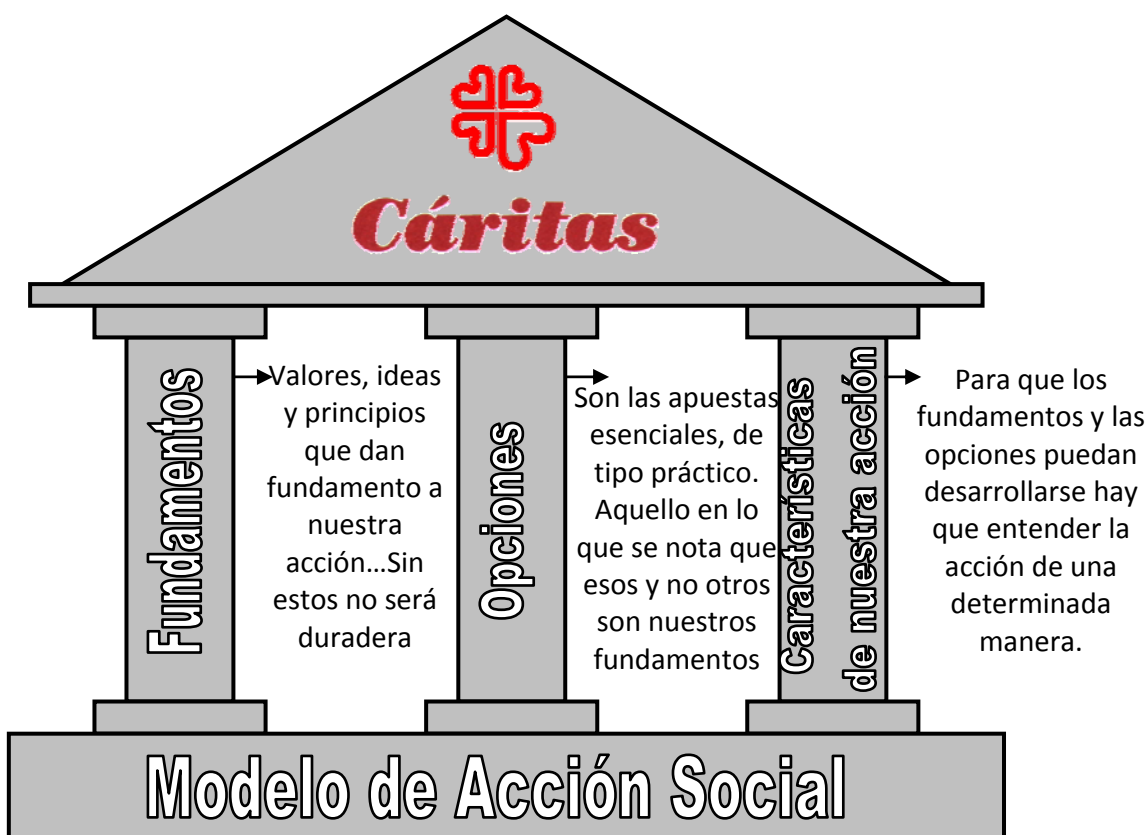 Cáritas
Fundamentos
Valores, ideas
y principios
que dan
fundamento a
nuestra
acción...Sin
estos no será
duradera
Opciones
Son las apuestas
esenciales, de
tipo práctico.
Aquello en lo
que se nota que
esos y no otros
son nuestros
fundamentos
Características
de nuestra acción
Para que los
fundamentos y las
opciones puedan
desarrollarse hay
que entender la
acción de una
determinada
manera.
Modelo de Acción Social